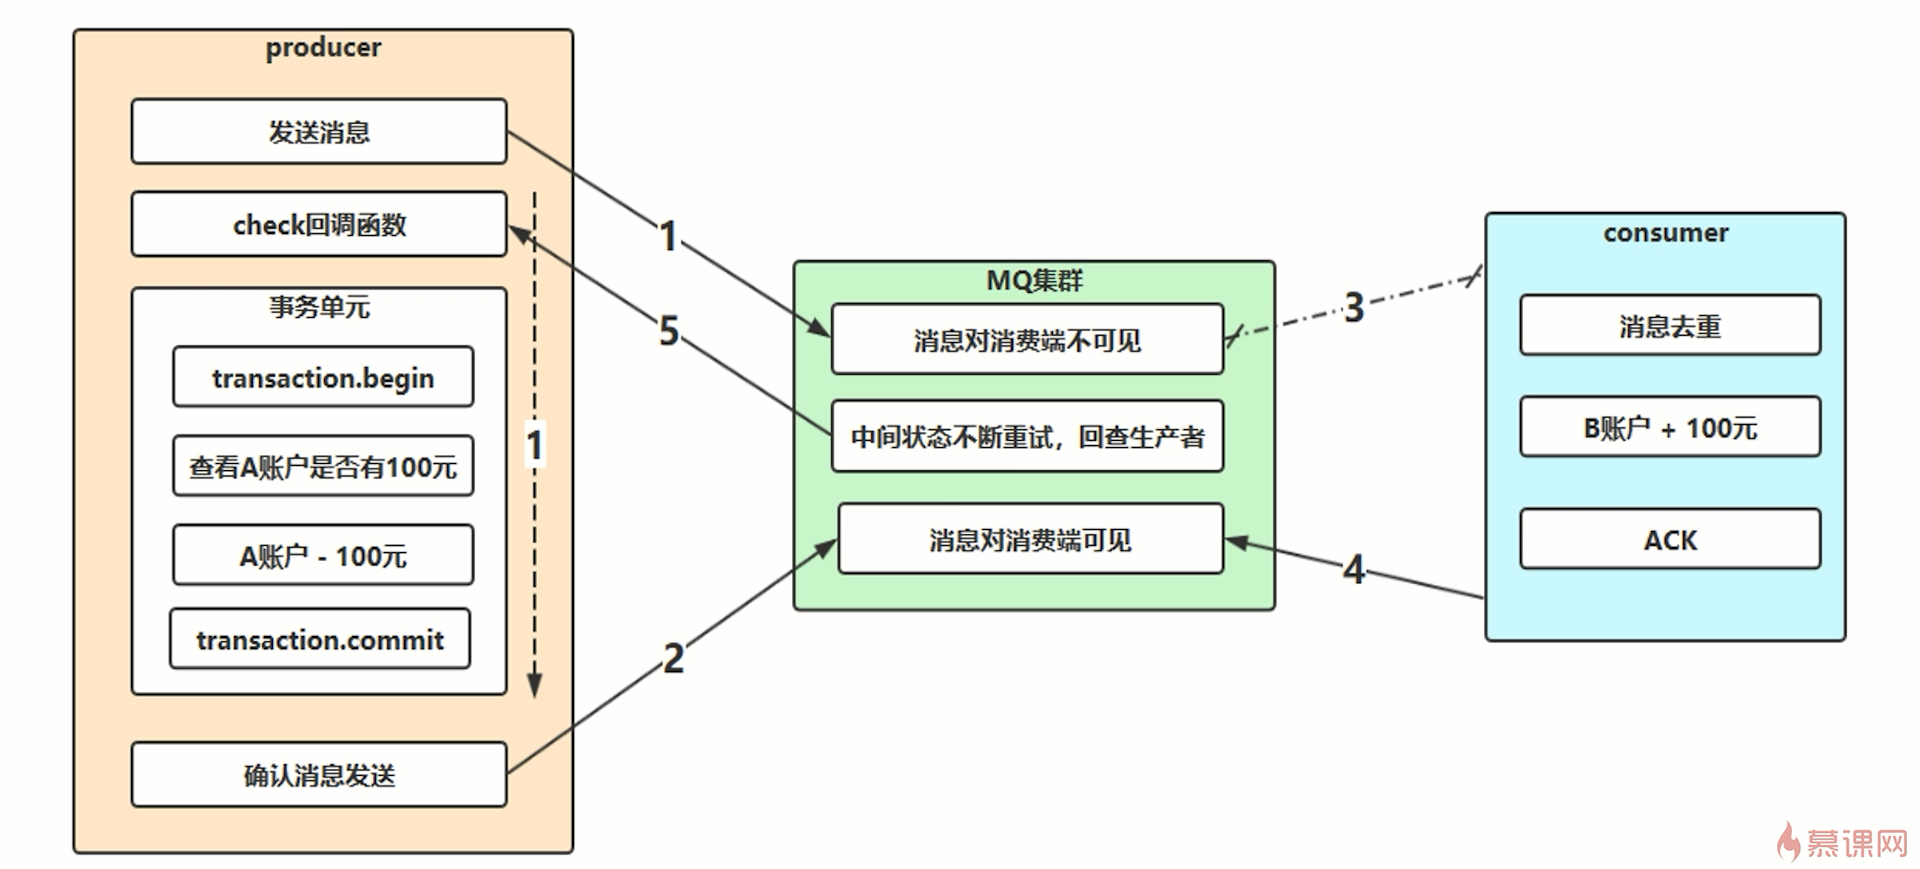 producer
发送消息
check回调函数
事务单元
transaction.begin
查看A账户是否有100元
A账户 - 100元
transaction.commit
确认消息发送
1
1
5
2
MQ集群
消息对消费端不可见
中间状态不断重试，回查生产者
消息对消费端可见
3
4
consumer
消息去重
B账户 + 100元
ACK
慕课网